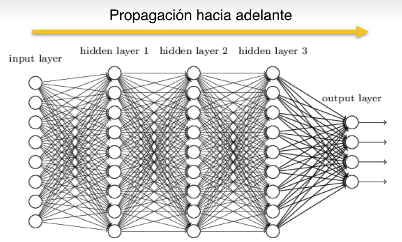 Propagación hacia adelante
hidden layer 1 hidden layer 2 hidden layer 3
input layer
output layer